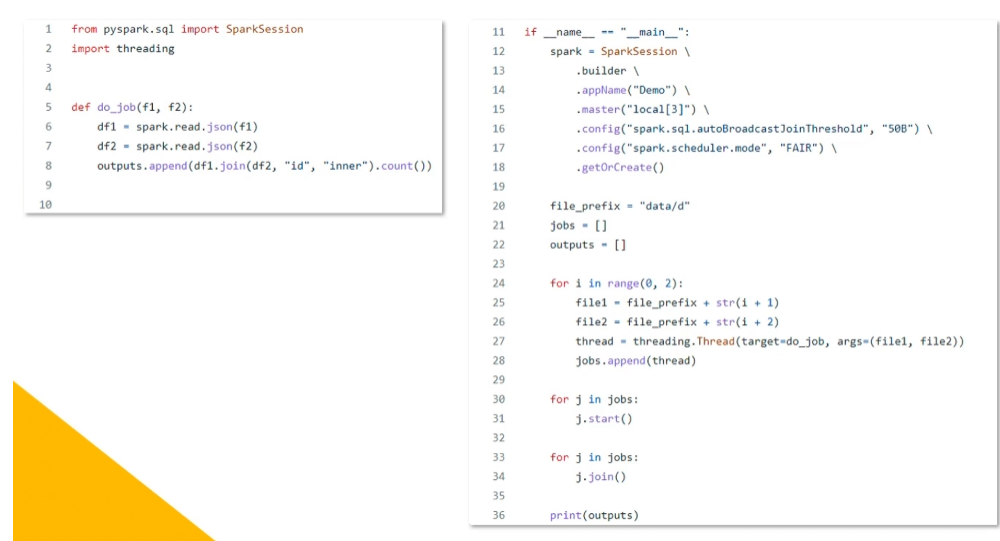 1 from pyspark.sql import SparkSession
2 import threading
3
4
5 def do_job(f1, f2):
6     df1 = spark.read.json(f1)
7     df2 = spark.read.json(f2)
8     outputs.append(df1.join(df2, "id", "inner").count())
9
10
11 if __name__ == "__main__":
12     spark = SparkSession \
13         .builder \
14         .appName("Demo") \
15         .master("local[3]") \
16         .config("spark.sql.autoBroadcastJoinThreshold", "50B") \
17         .config("spark.scheduler.mode", "FAIR") \
18         .getOrCreate()
19
20     file_prefix = "data/d"
21     jobs = []
22     outputs = []
23
24     for i in range(0, 2):
25         file1 = file_prefix + str(i + 1)
26         file2 = file_prefix + str(i + 2)
27         thread = threading.Thread(target=do_job, args=(file1, file2))
28         jobs.append(thread)
29
30     for j in jobs:
31         j.start()
32
33     for j in jobs:
34         j.join()
35
36     print(outputs)